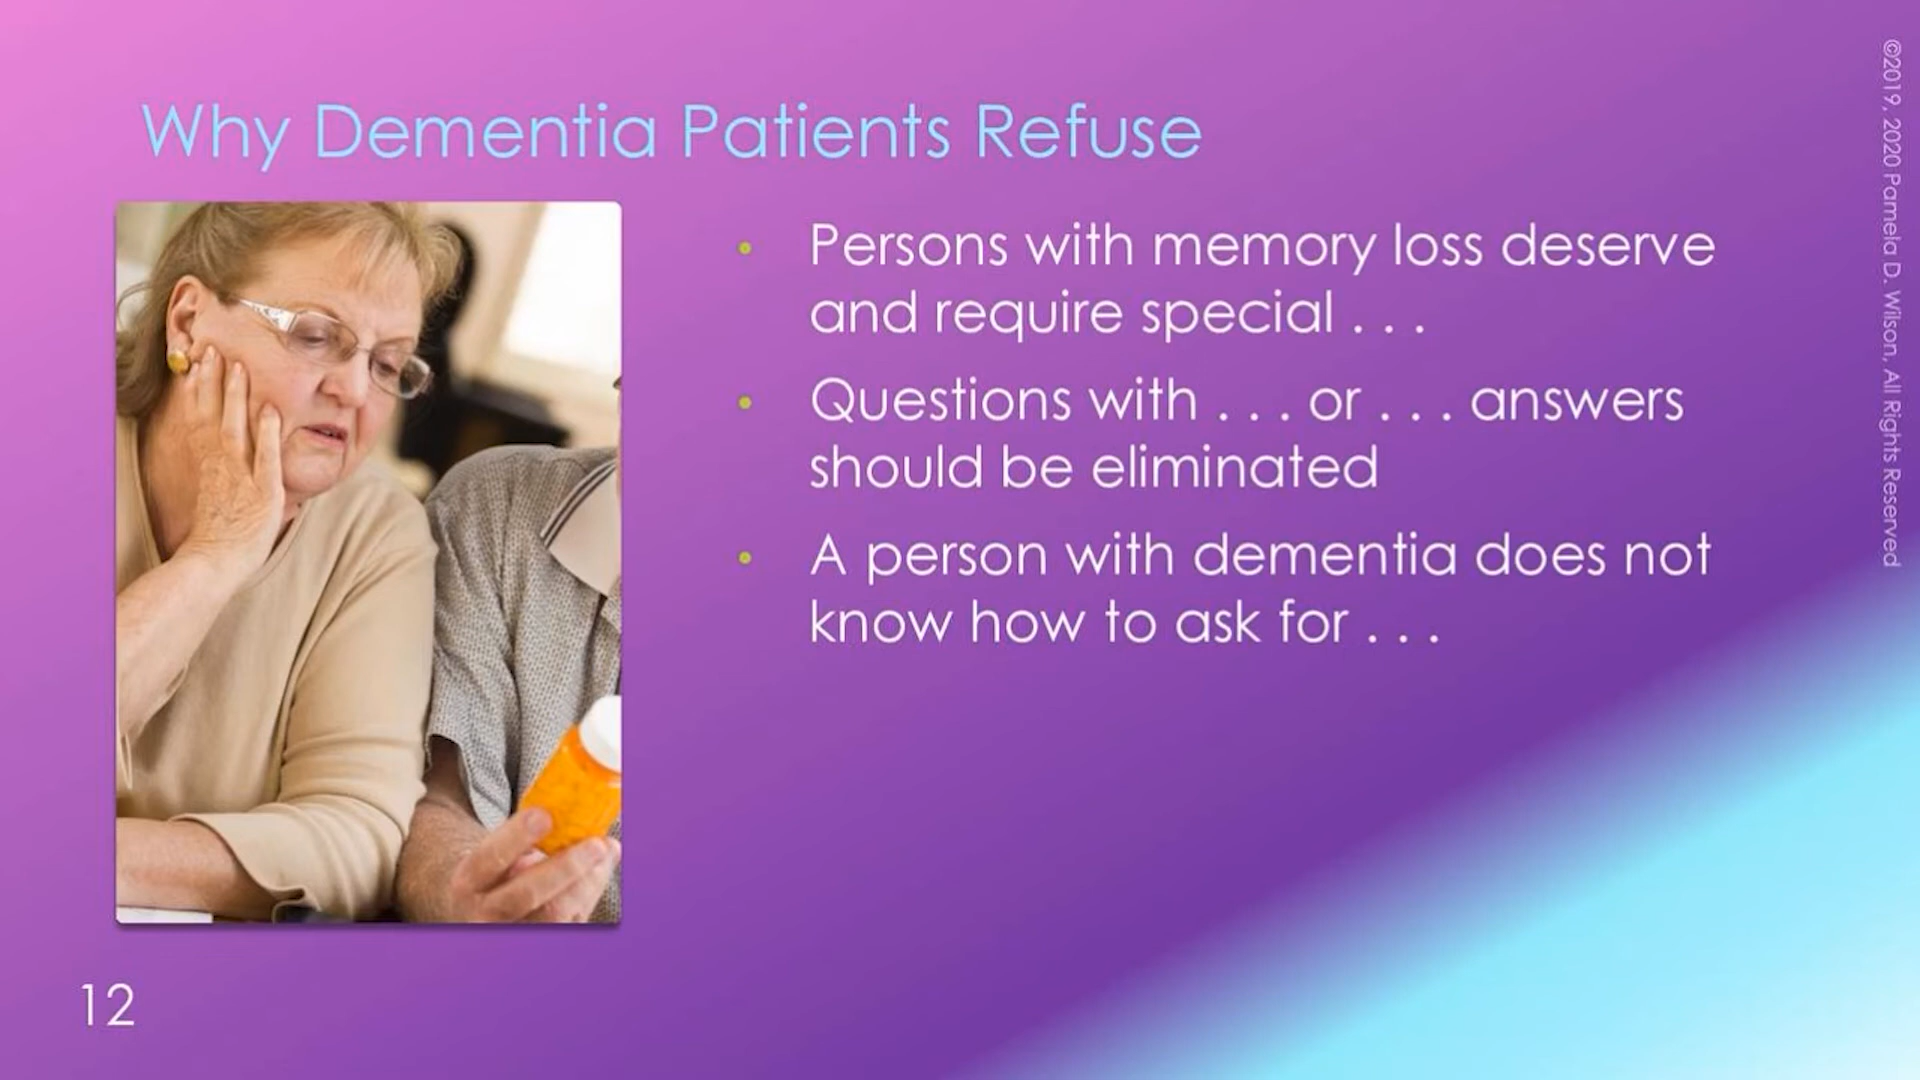 Why Dementia Patients Refuse
• Persons with memory loss deserve
and require special . . .
• Questions with . . . or . . . answers
should be eliminated
• A person with dementia does not
know how to ask for . . .
12
©2019, 2020 Pamela D. Wilson, All Rights Reserved